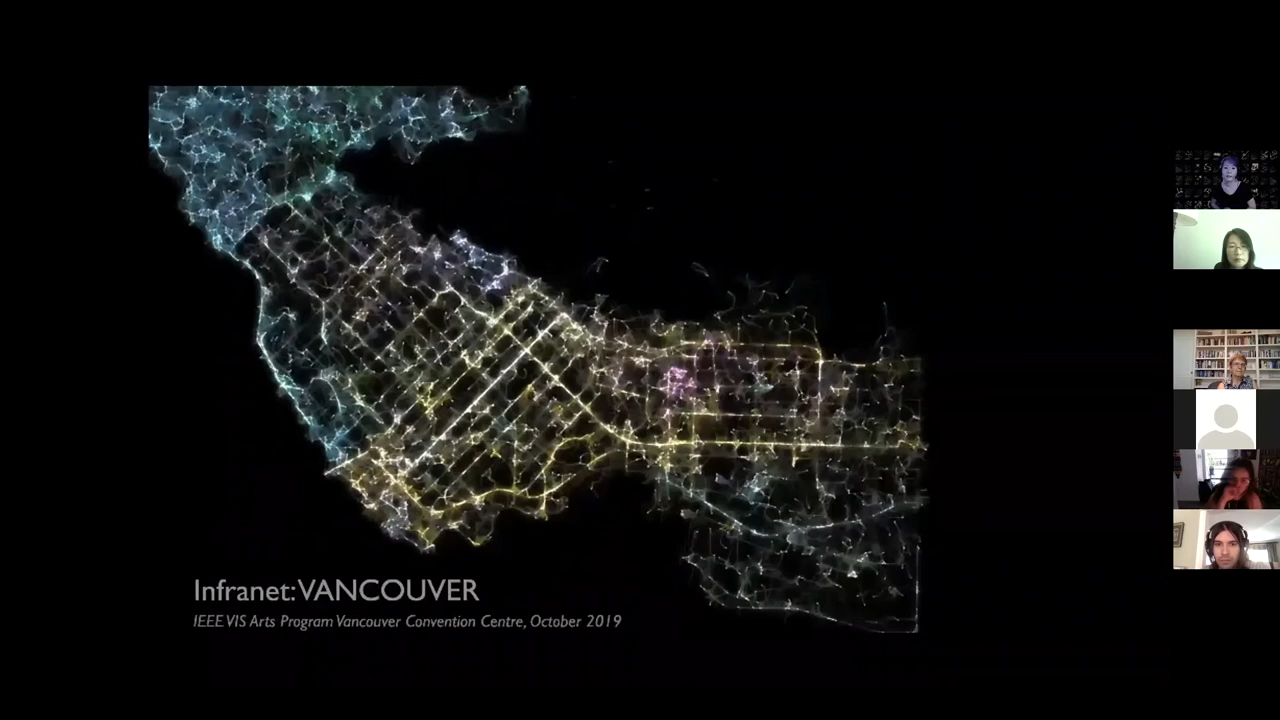 Infranet: VANCOUVER
IEEE VIS Arts Program Vancouver Convention Centre, October 2019